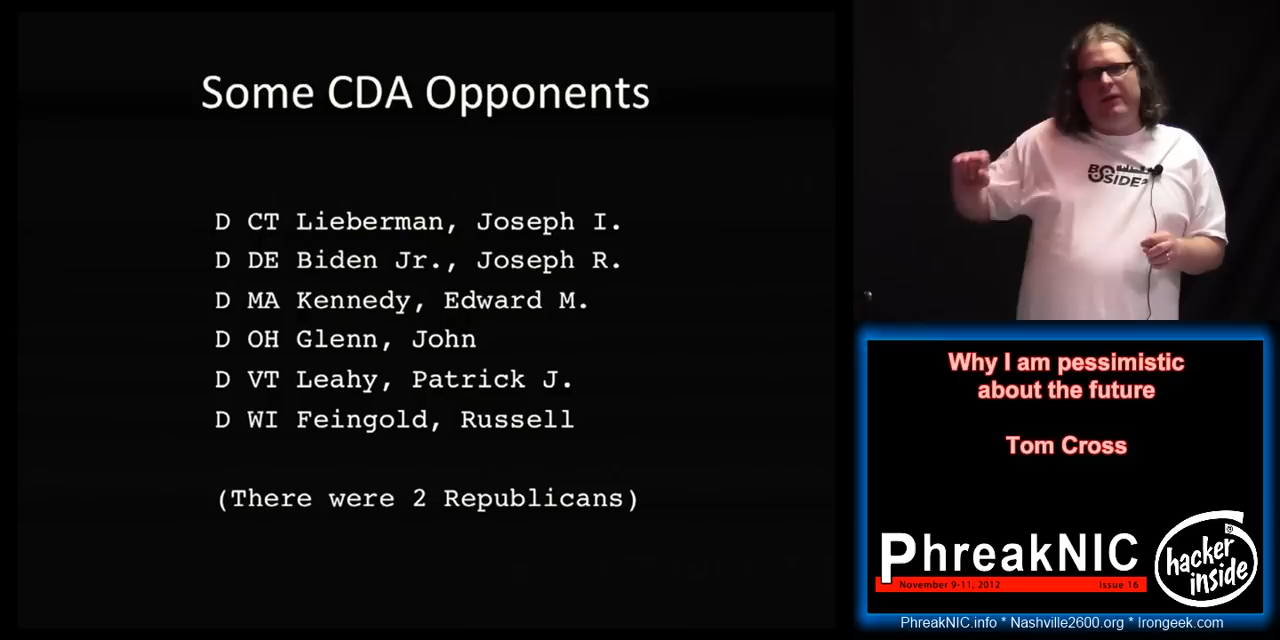 Some CDA Opponents
D CT Lieberman, Joseph I.
D DE Biden Jr., Joseph R.
D MA Kennedy, Edward M.
D OH Glenn, John
D VT Leahy, Patrick J.
D WI Feingold, Russell
(There were 2 Republicans)
B SIDES
Why I am pessimistic
about the future
Tom Cross
PhreakNIC
November 9-11, 2012 Issue 16
hacker
inside
PhreakNIC.info * Nashville2600.org * Irongeek.com